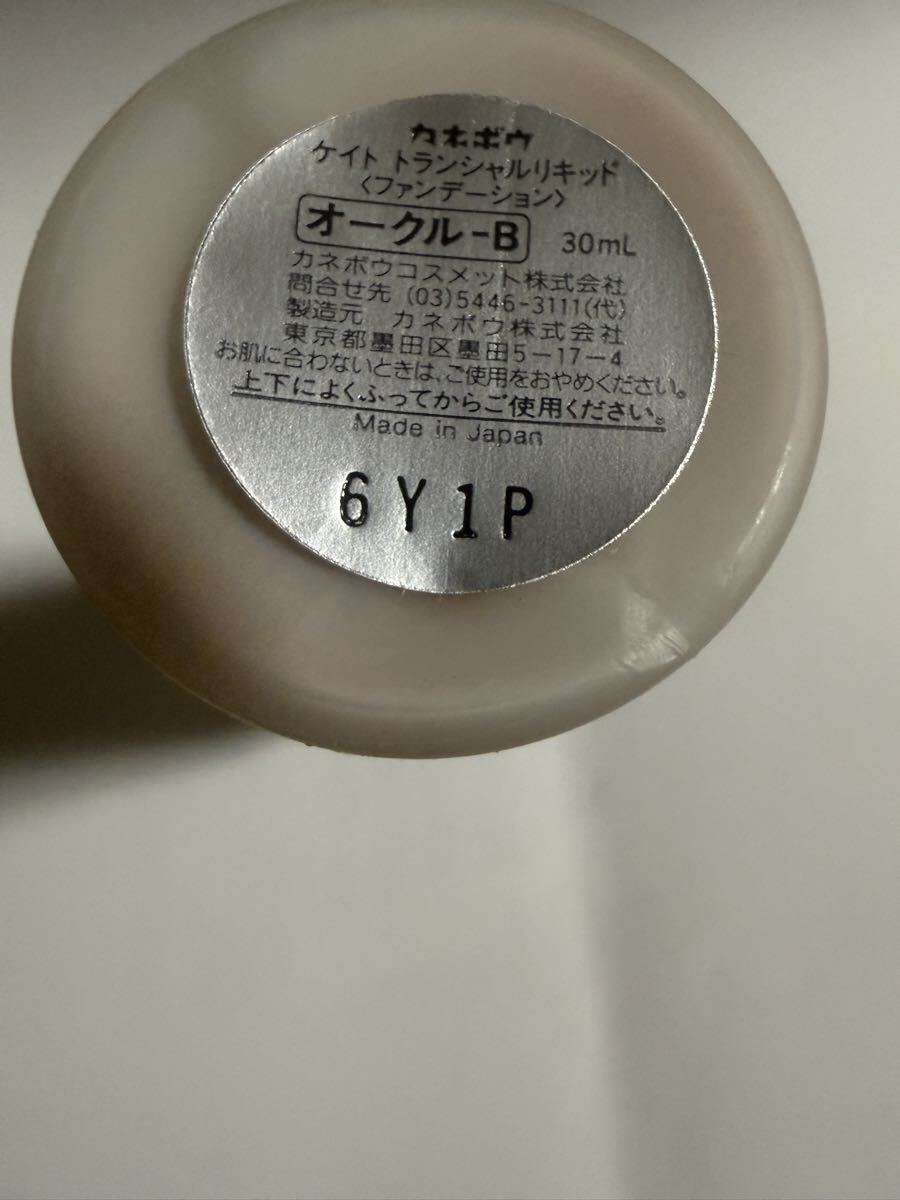 カネボウ
ケイト トランシャルリキッド
〈ファンデーション〉
オークル-B 30mL
カネボウコスメット株式会社
問合せ先 (03)5446-3111(代)
製造元 カネボウ株式会社
東京都墨田区墨田5-17-4
お肌に合わないときは、ご使用をおやめください。
上下によくふってからご使用ください。
Made in Japan
6Y1P